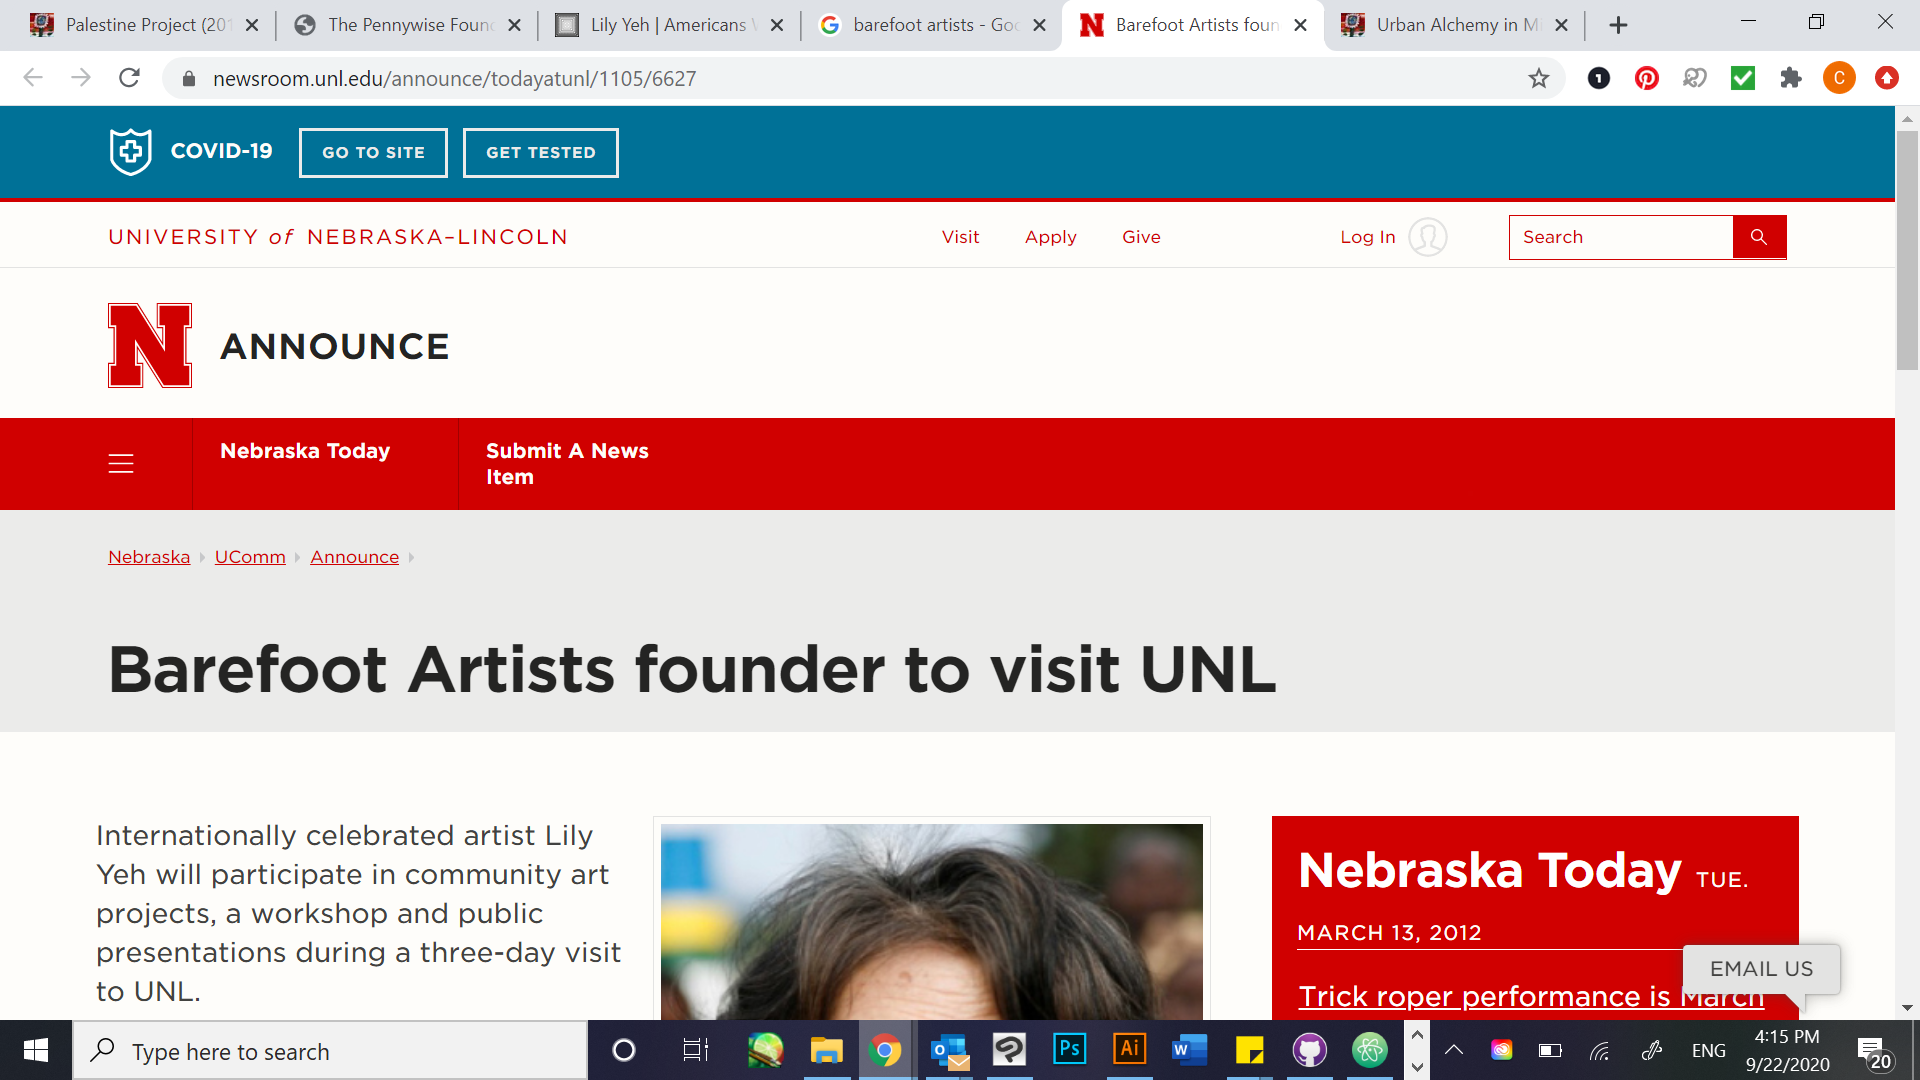 Palestine Project (201
The Pennywise Foun
Lily Yeh | Americans
barefoot artists - Goo
Barefoot Artists foun
Urban Alchemy in Mi
newsroom.unl.edu/announce/todayatunl/1105/6627
C
COVID-19
GO TO SITE
GET TESTED
UNIVERSITY of NEBRASKA–LINCOLN
Visit
Apply
Give
Log In
Search
N
ANNOUNCE
Nebraska Today
Submit A News
Item
Nebraska
UComm
Announce
Barefoot Artists founder to visit UNL
Internationally celebrated artist Lily
Yeh will participate in community art
projects, a workshop and public
presentations during a three-day visit
to UNL.
Nebraska Today TUE.
MARCH 13, 2012
Trick roper performance is March
EMAIL US
Type here to search
Ps
Ai
ENG
4:15 PM
9/22/2020
20